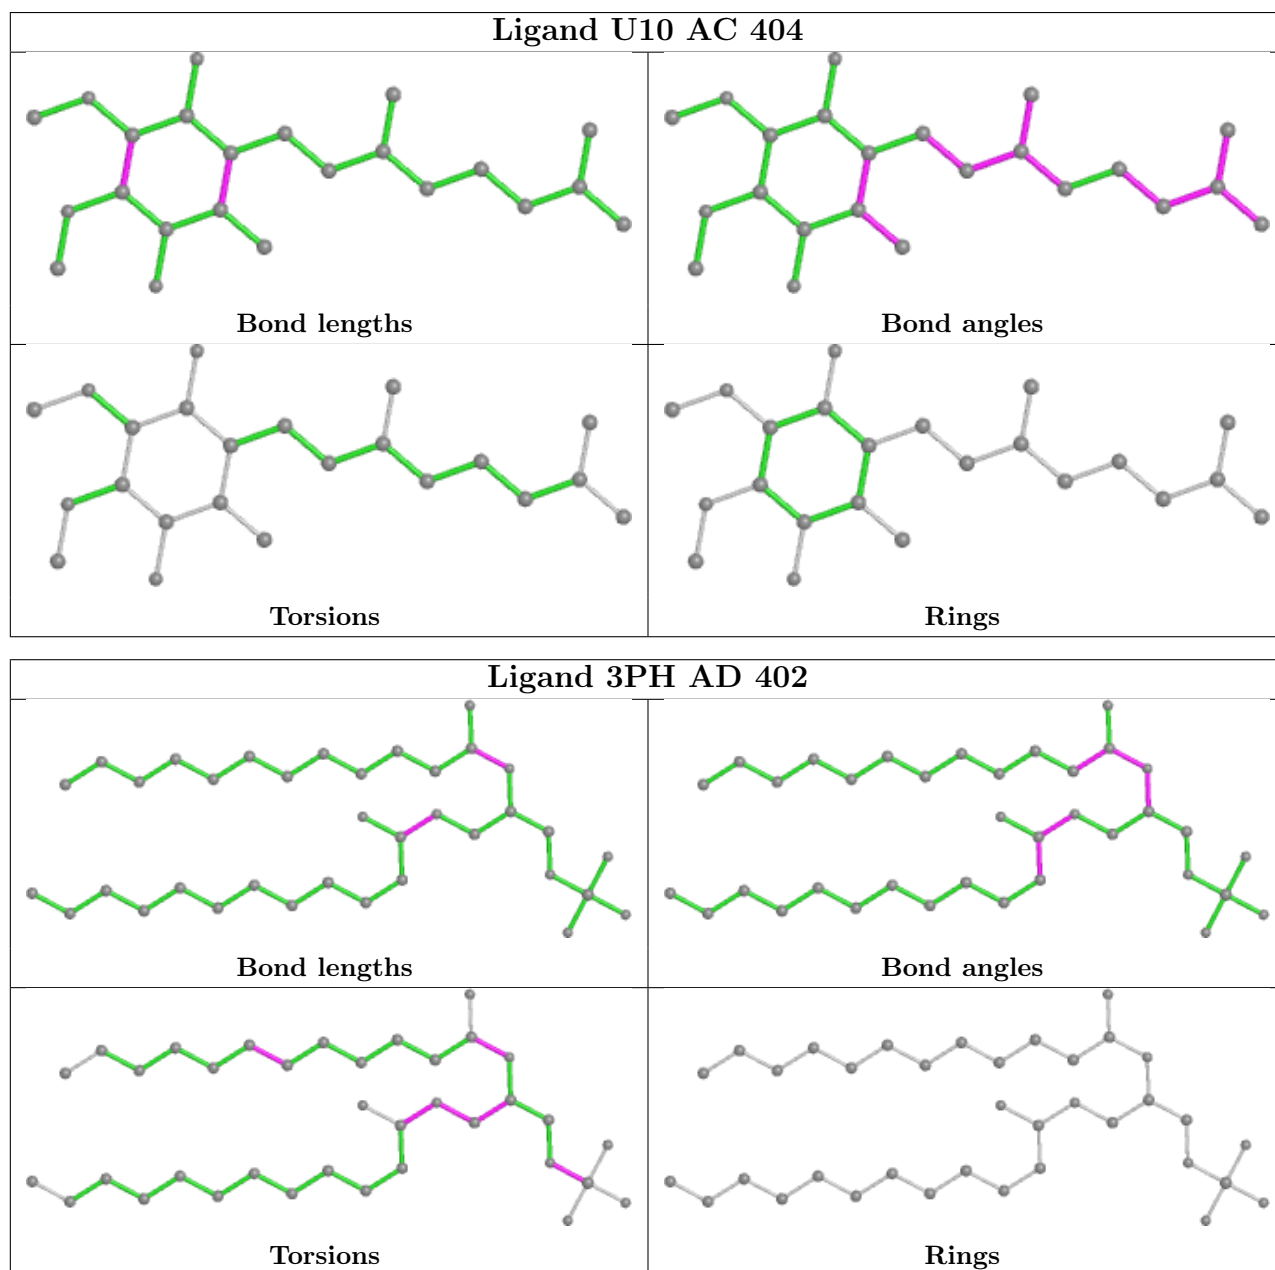 Ligand U10 AC 404
Bond lengths
Bond angles
Torsions
Rings
Ligand 3PH AD 402
Bond lengths
Bond angles
Torsions
Rings